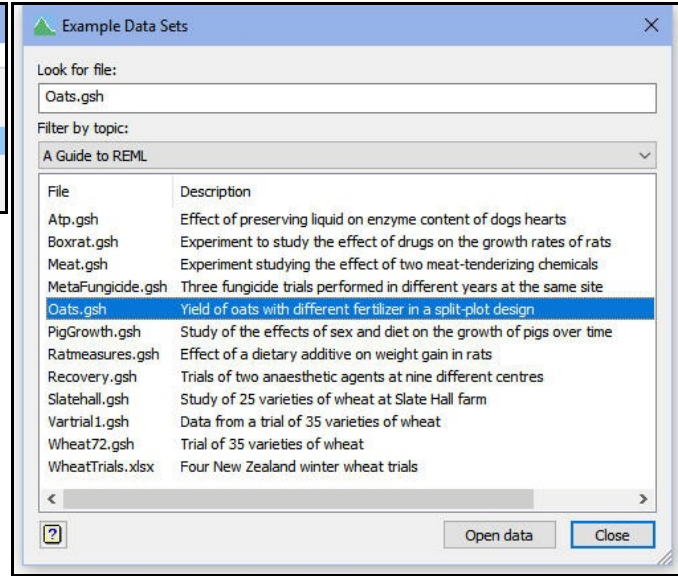 Example Data Sets
Look for file:
Oats.gsh
Filter by topic:
A Guide to REML
File Description
Atp.gsh Effect of preserving liquid on enzyme content of dogs hearts
Boxrat.gsh Experiment to study the effect of drugs on the growth rates of rats
Meat.gsh Experiment studying the effect of two meat-tenderizing chemicals
MetaFungicide.gsh Three fungicide trials performed in different years at the same site
Oats.gsh Yield of oats with different fertilizer in a split-plot design
PigGrowth.gsh Study of the effects of sex and diet on the growth of pigs over time
Ratmeasures.gsh Effect of a dietary additive on weight gain in rats
Recovery.gsh Trials of two anaesthetic agents at nine different centres
Slatehall.gsh Study of 25 varieties of wheat at Slate Hall farm
Vartrial1.gsh Data from a trial of 35 varieties of wheat
Wheat72.gsh Trial of 35 varieties of wheat
WheatTrials.xlsx Four New Zealand winter wheat trials
? Open data Close